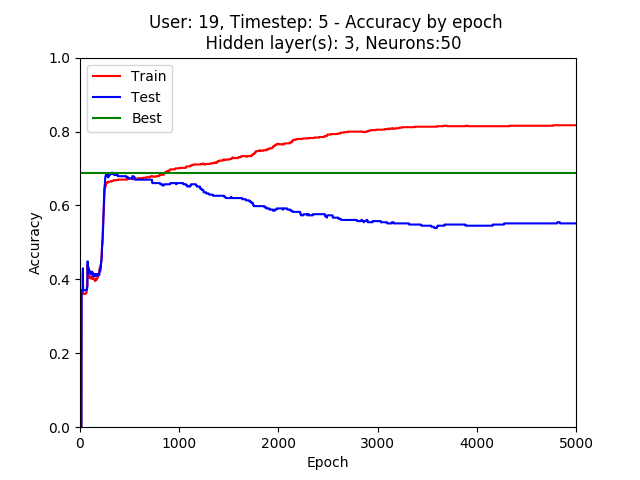 User: 19, Timestep: 5 - Accuracy by epoch
Hidden layer(s): 3, Neurons:50
Train
Test
Best
Accuracy
1.0
0.8
0.6
0.4
0.2
0.0
0 1000 2000 3000 4000 5000
Epoch